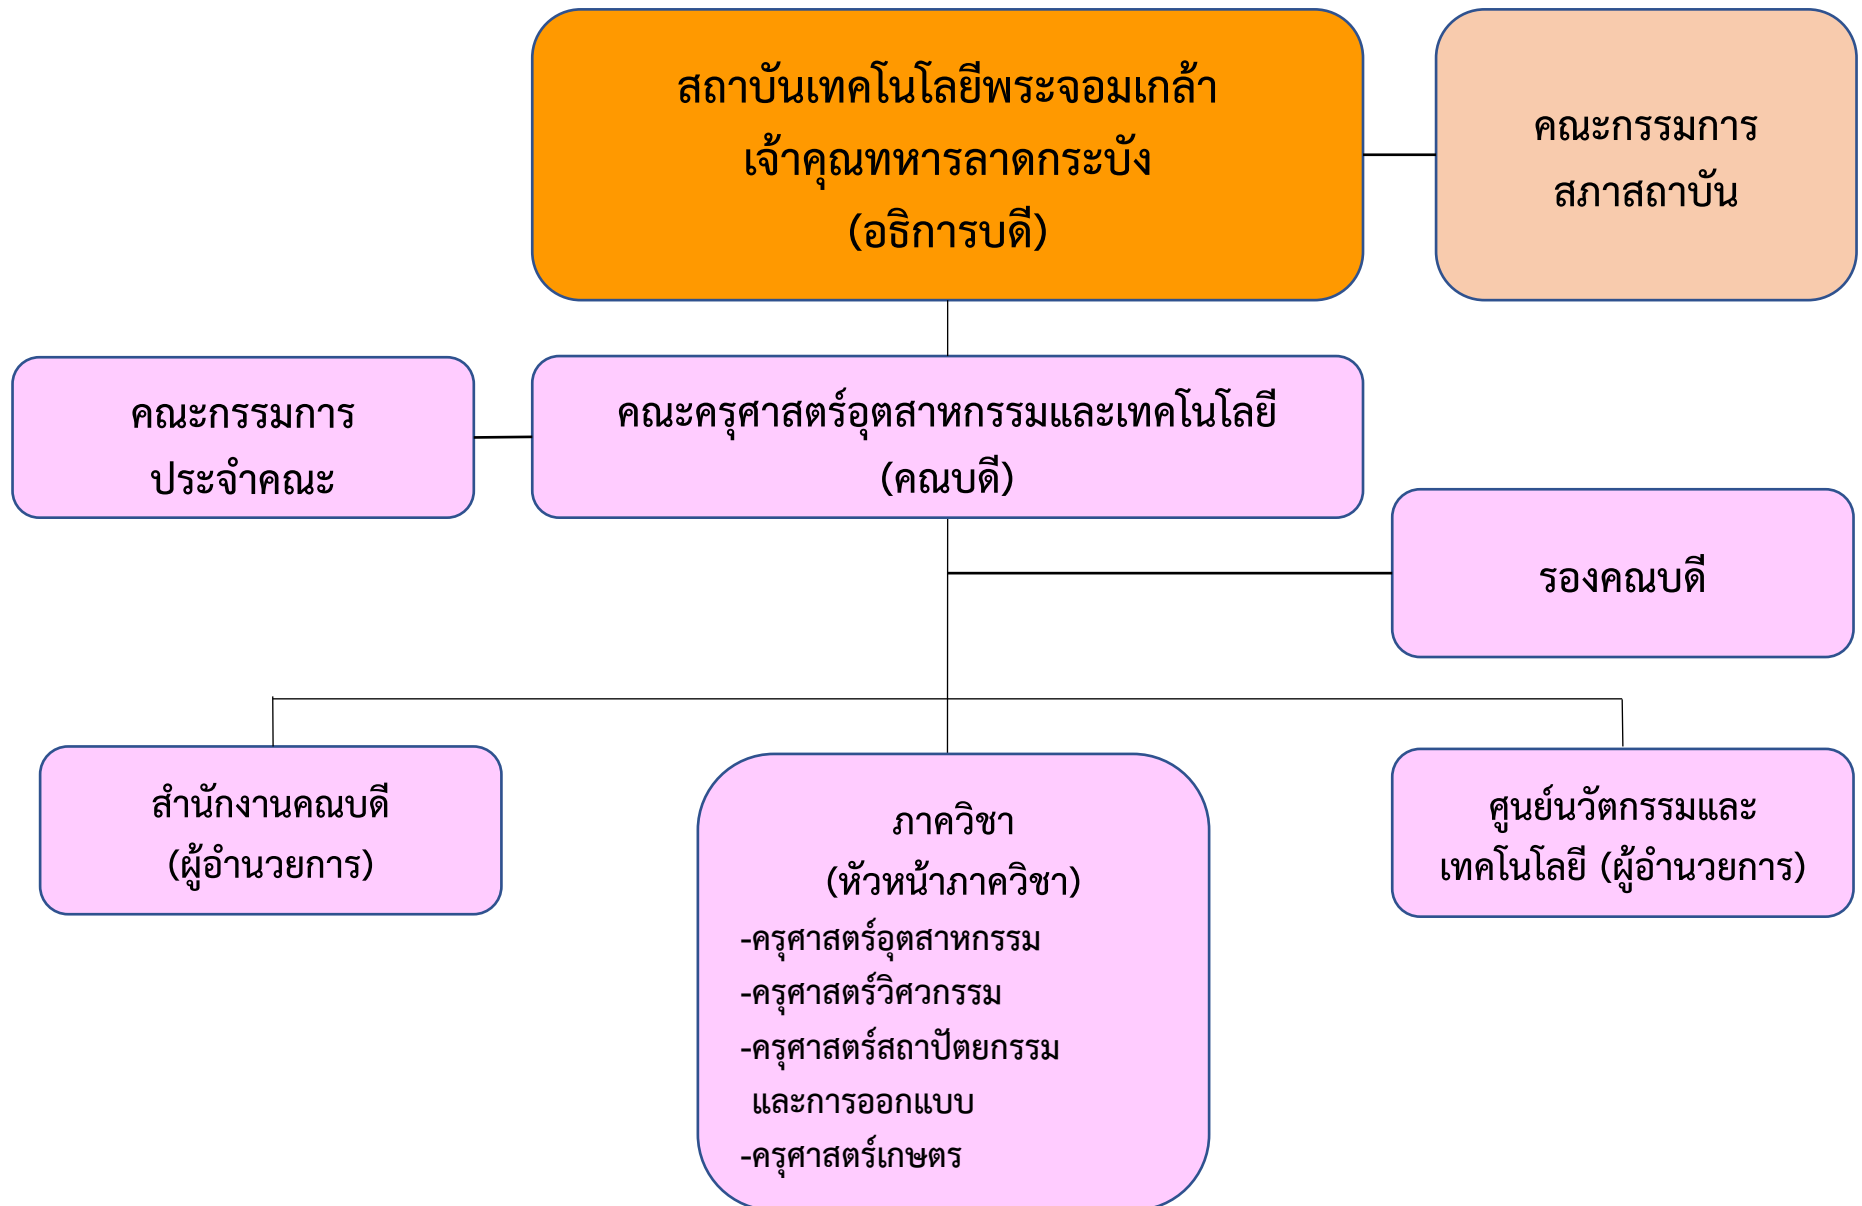 สถาบันเทคโนโลยีพระจอมเกล้า
เจ้าคุณทหารลาดกระบัง
(อธิการบดี)
คณะกรรมการ
สภาสถาบัน
คณะกรรมการ
ประจำคณะ
คณะครุศาสตร์อุตสาหกรรมและเทคโนโลยี
(คณบดี)
รองคณบดี
สำนักงานคณบดี
(ผู้อำนวยการ)
ภาควิชา
(หัวหน้าภาควิชา)
-ครุศาสตร์อุตสาหกรรม
-ครุศาสตร์วิศวกรรม
-ครุศาสตร์สถาปัตยกรรม
และการออกแบบ
-ครุศาสตร์เกษตร
ศูนย์นวัตกรรมและ
เทคโนโลยี (ผู้อำนวยการ)